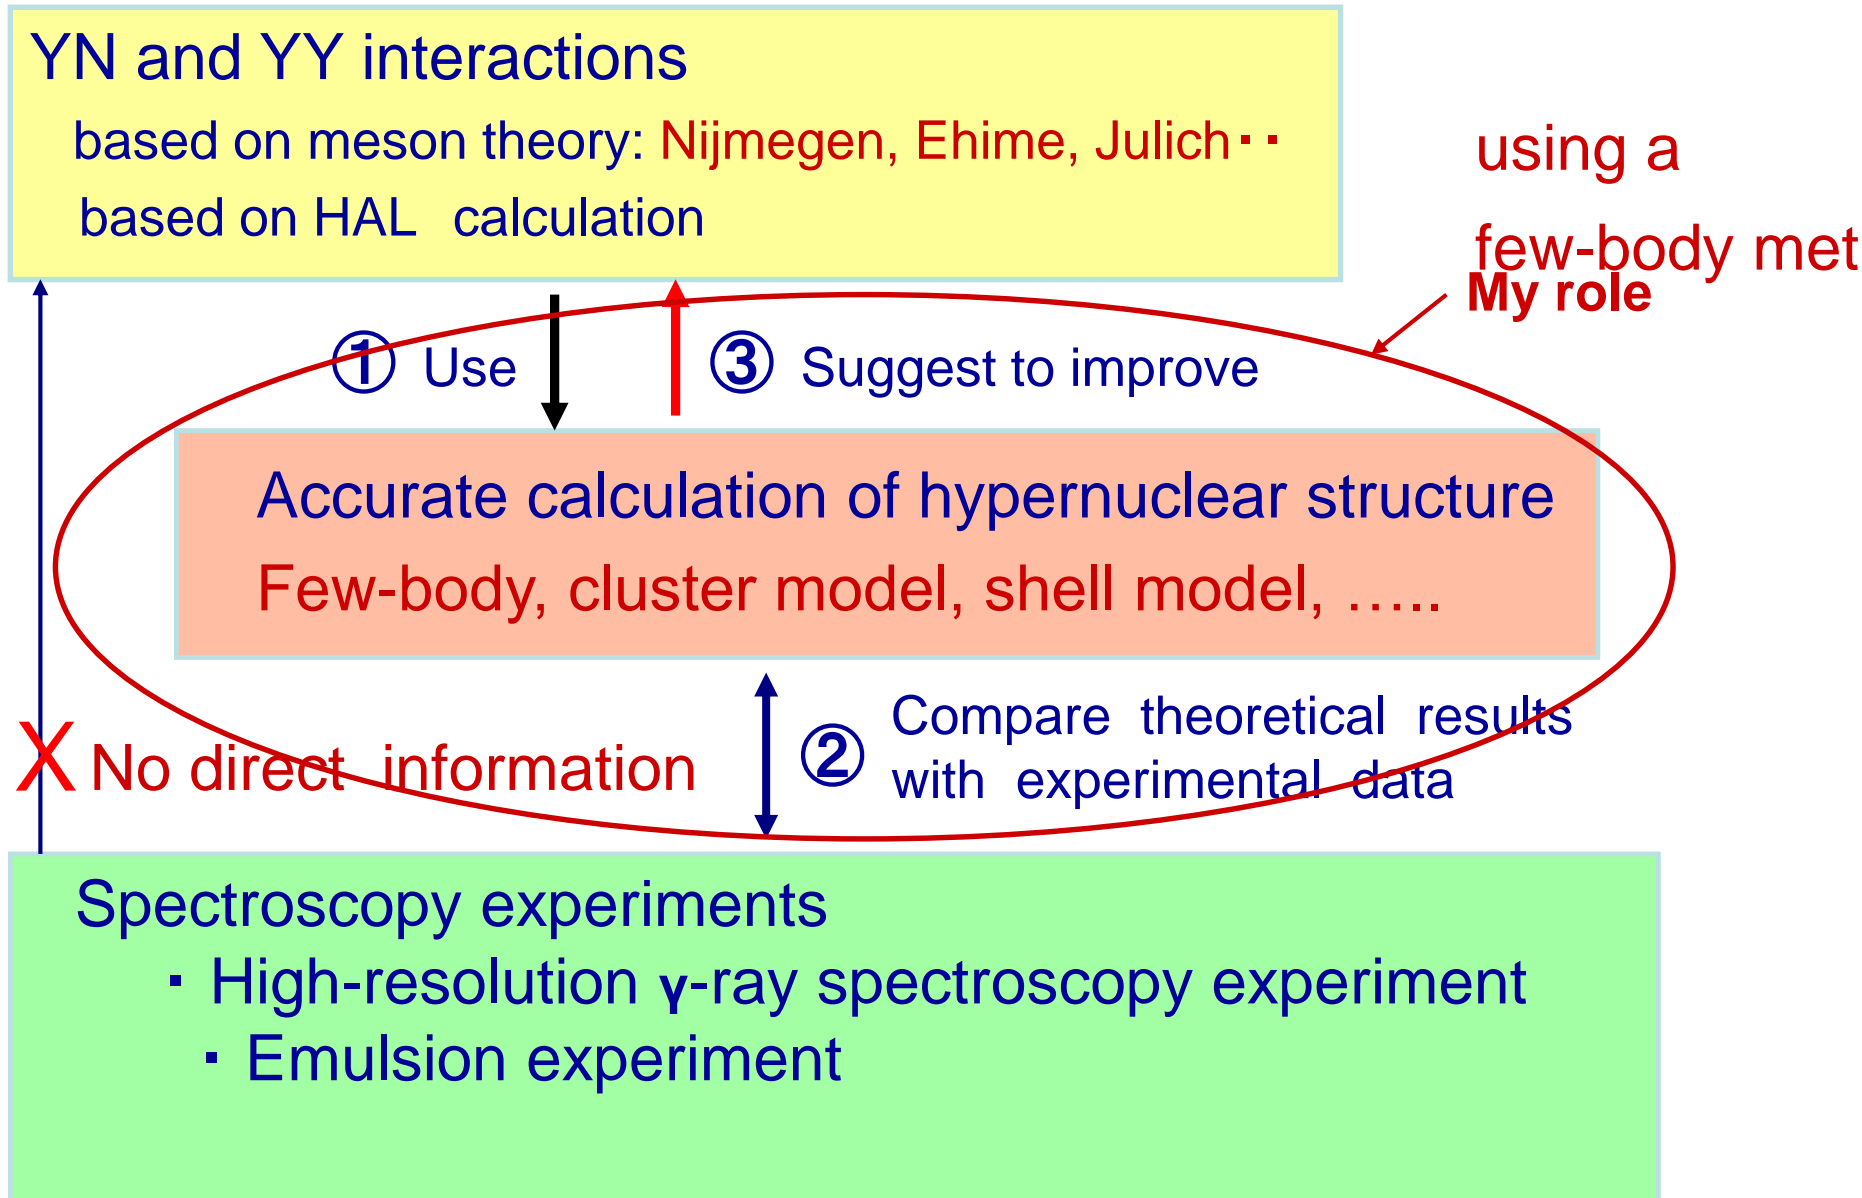 YN and YY interactions
based on meson theory: Nijmegen, Ehime, Julich・・
based on HAL calculation
using a
few-body met
My role
① Use
③ Suggest to improve
Accurate calculation of hypernuclear structure
Few-body, cluster model, shell model, …..
X No direct information
② Compare theoretical results
with experimental data
Spectroscopy experiments
・High-resolution γ-ray spectroscopy experiment
・Emulsion experiment